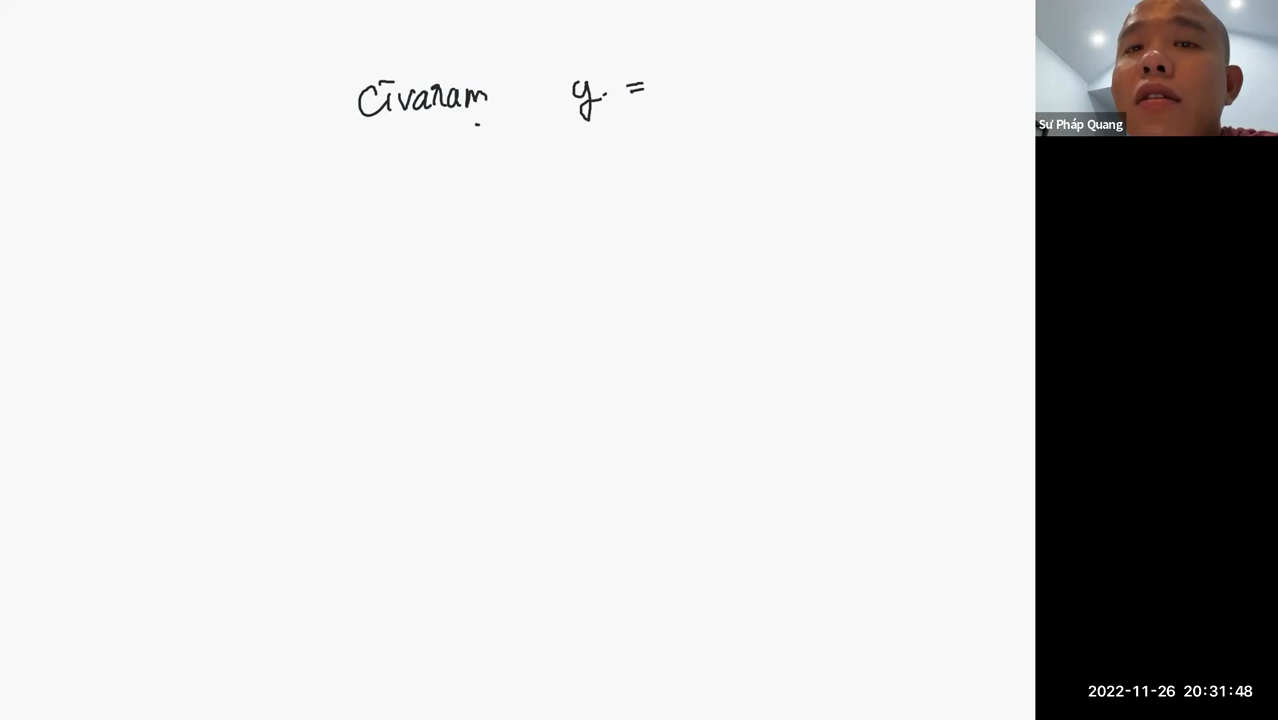 cīvaraṃ y. =
Sư Pháp Quang
2022-11-26 20:31:48